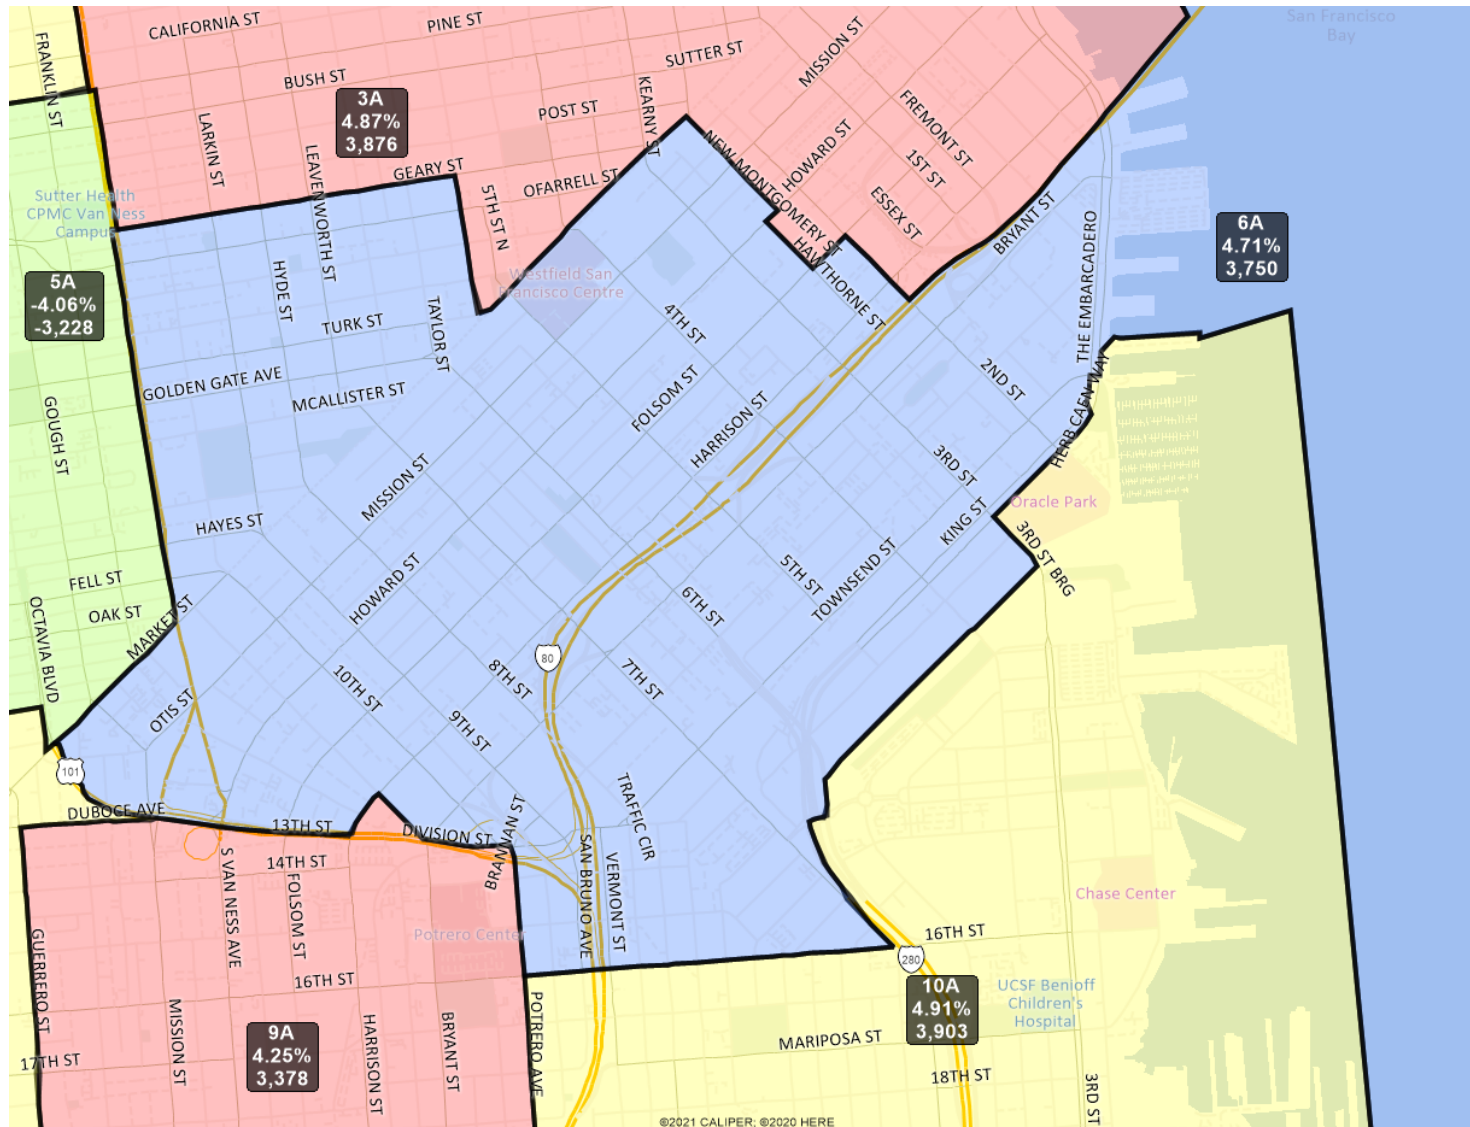 CALIFORNIA ST
PINE ST
FRANKLIN ST
San Francisco
Bay
BUSH ST
SUTTER ST
MISSION ST
KEARNY ST
3A
4.87%
3,876
POST ST
FREMONT ST
LARKIN ST
LEAVENWORTH ST
GEARY ST
OFARRELL ST
NEW MONTGOMERY ST
HOWARD ST
1ST ST
ESSEX ST
5TH ST N
Sutter Health
CPMC Van Ness
Campus
BRYANT ST
THE EMBARCADERO
6A
4.71%
3,750
HAWTHORNE ST
Westfield San
Francisco Centre
5A
-4.06%
-3,228
HYDE ST
TURK ST
TAYLOR ST
4TH ST
GOLDEN GATE AVE
MCALLISTER ST
FOLSOM ST
HARRISON ST
2ND ST
HERB CAEN WAY
GOUGH ST
MISSION ST
3RD ST
Oracle Park
HAYES ST
KING ST
3RD ST BRG
FELL ST
OAK ST
OCTAVIA BLVD
MARKET ST
HOWARD ST
5TH ST
TOWNSEND ST
6TH ST
80
OTIS ST
10TH ST
8TH ST
7TH ST
9TH ST
101
DUBOCE AVE
13TH ST
DIVISION ST
BRANNAN ST
TRAFFIC CIR
SAN BRUNO AVE
VERMONT ST
14TH ST
S VAN NESS AVE
FOLSOM ST
Potrero Center
Chase Center
GUERRERO ST
16TH ST
16TH ST
280
10A
4.91%
3,903
UCSF Benioff
Children's
Hospital
POTRERO AVE
MISSION ST
9A
4.25%
3,378
HARRISON ST
BRYANT ST
MARIPOSA ST
17TH ST
18TH ST
3RD ST
©2021 CALIPER; ©2020 HERE